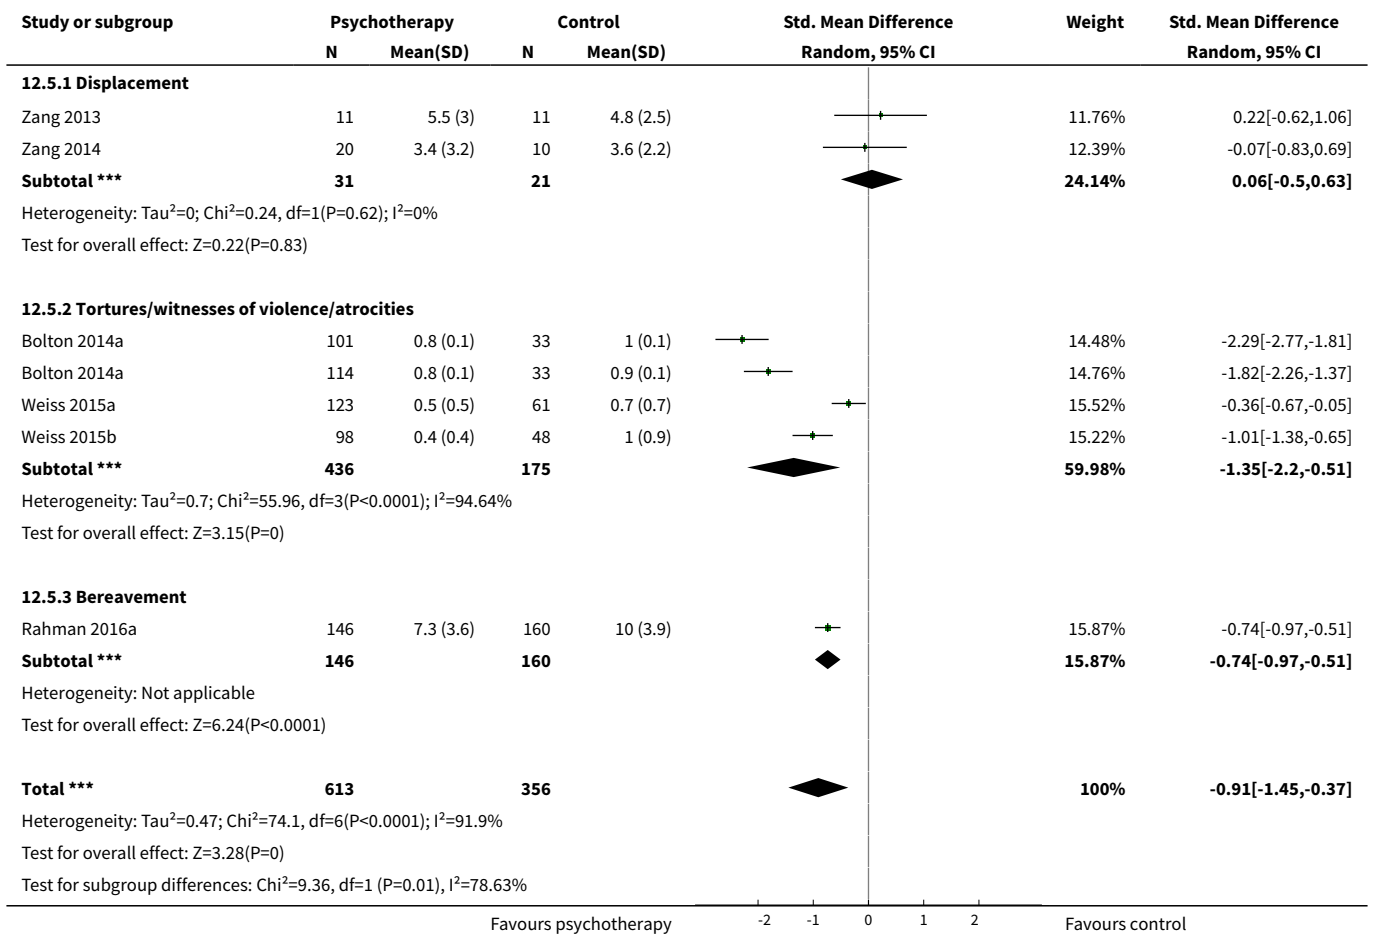 Study or subgroup Psychotherapy Control Std. Mean Difference Weight Std. Mean Difference
N Mean(SD) N Mean(SD) Random, 95% CI Random, 95% CI
12.5.1 Displacement
Zang 2013 11 5.5 (3) 11 4.8 (2.5) 11.76% 0.22[-0.62,1.06]
Zang 2014 20 3.4 (3.2) 10 3.6 (2.2) 12.39% -0.07[-0.83,0.69]
Subtotal *** 31 21 24.14% 0.06[-0.5,0.63]
Heterogeneity: Tau²=0; Chi²=0.24, df=1(P=0.62); I²=0%
Test for overall effect: Z=0.22(P=0.83)
12.5.2 Tortures/witnesses of violence/atrocities
Bolton 2014a 101 0.8 (0.1) 33 1 (0.1) 14.48% -2.29[-2.77,-1.81]
Bolton 2014a 114 0.8 (0.1) 33 0.9 (0.1) 14.76% -1.82[-2.26,-1.37]
Weiss 2015a 123 0.5 (0.5) 61 0.7 (0.7) 15.52% -0.36[-0.67,-0.05]
Weiss 2015b 98 0.4 (0.4) 48 1 (0.9) 15.22% -1.01[-1.38,-0.65]
Subtotal *** 436 175 59.98% -1.35[-2.2,-0.51]
Heterogeneity: Tau²=0.7; Chi²=55.96, df=3(P<0.0001); I²=94.64%
Test for overall effect: Z=3.15(P=0)
12.5.3 Bereavement
Rahman 2016a 146 7.3 (3.6) 160 10 (3.9) 15.87% -0.74[-0.97,-0.51]
Subtotal *** 146 160 15.87% -0.74[-0.97,-0.51]
Heterogeneity: Not applicable
Test for overall effect: Z=6.24(P<0.0001)
Total *** 613 356 100% -0.91[-1.45,-0.37]
Heterogeneity: Tau²=0.47; Chi²=74.1, df=6(P<0.0001); I²=91.9%
Test for overall effect: Z=3.28(P=0)
Test for subgroup differences: Chi²=9.36, df=1 (P=0.01), I²=78.63%
Favours psychotherapy -2 -1 0 1 2 Favours control